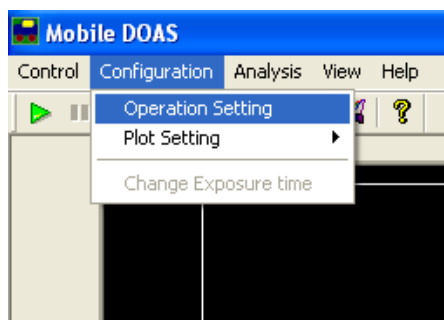 Mobile DOAS
Control Configuration Analysis View Help
Operation Setting
Plot Setting
Change Exposure time